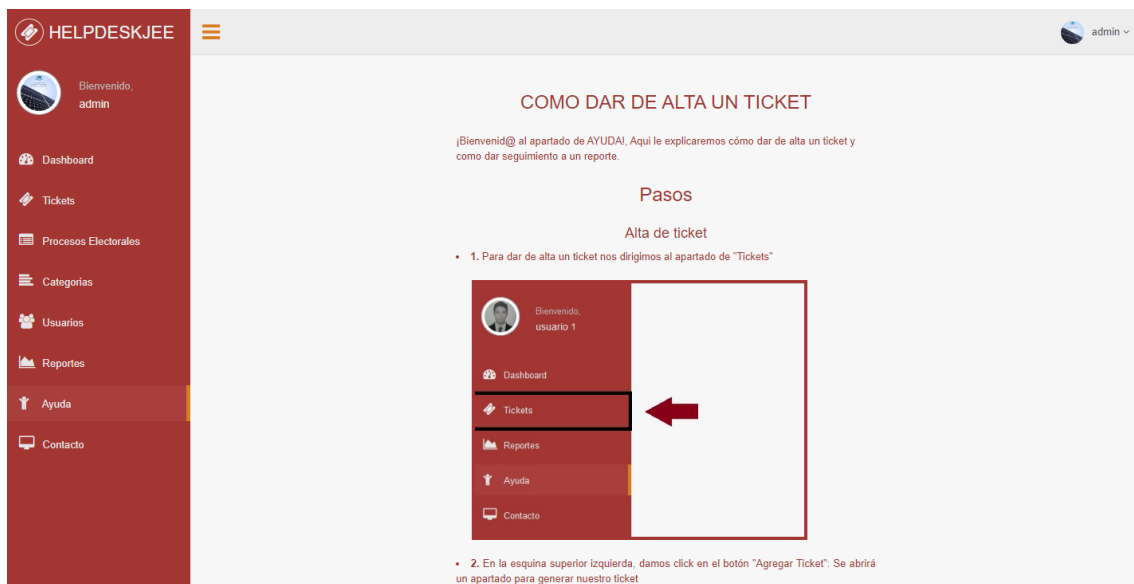 HELPDESKJEE
admin
Bienvenido,
admin
Dashboard
Tickets
Procesos Electorales
Categorias
Usuarios
Reportes
Ayuda
Contacto
COMO DAR DE ALTA UN TICKET
¡Bienvenid@ al apartado de AYUDA!, Aqui le explicaremos cómo dar de alta un ticket y
como dar seguimiento a un reporte.
Pasos
Alta de ticket
• 1. Para dar de alta un ticket nos dirigimos al apartado de "Tickets"
Bienvenido,
usuario 1
Dashboard
Tickets
Reportes
Ayuda
Contacto
• 2. En la esquina superior izquierda, damos click en el botón "Agregar Ticket": Se abrirá
un apartado para generar nuestro ticket